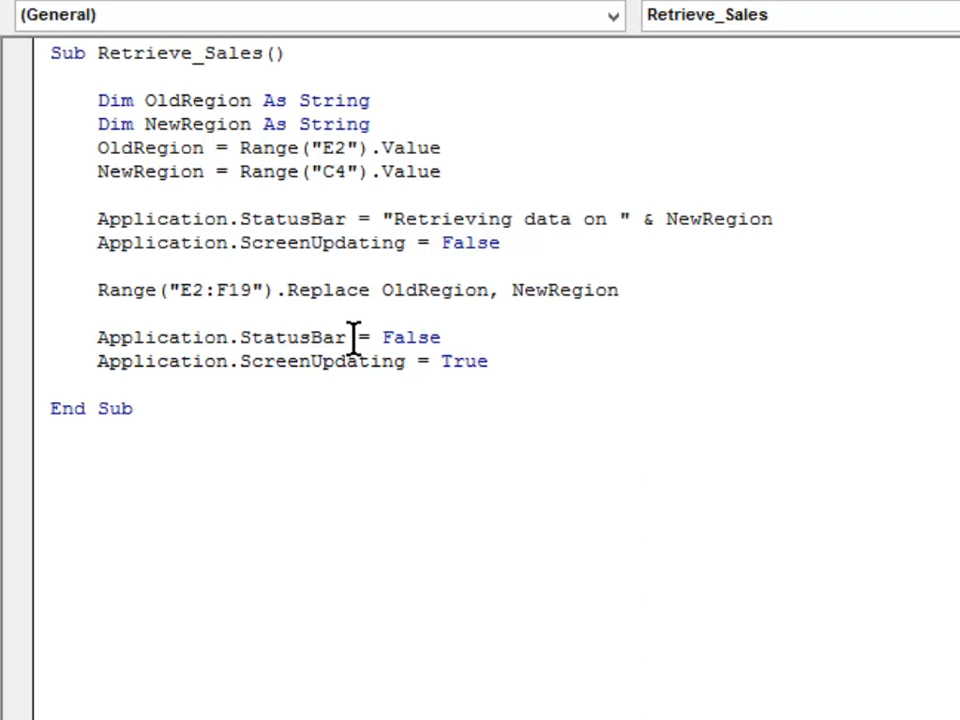 (General)
Retrieve_Sales
Sub Retrieve_Sales()
Dim OldRegion As String
Dim NewRegion As String
OldRegion = Range("E2").Value
NewRegion = Range("C4").Value
Application.StatusBar = "Retrieving data on " & NewRegion
Application.ScreenUpdating = False
Range("E2:F19").Replace OldRegion, NewRegion
Application.StatusBar = False
Application.ScreenUpdating = True
End Sub